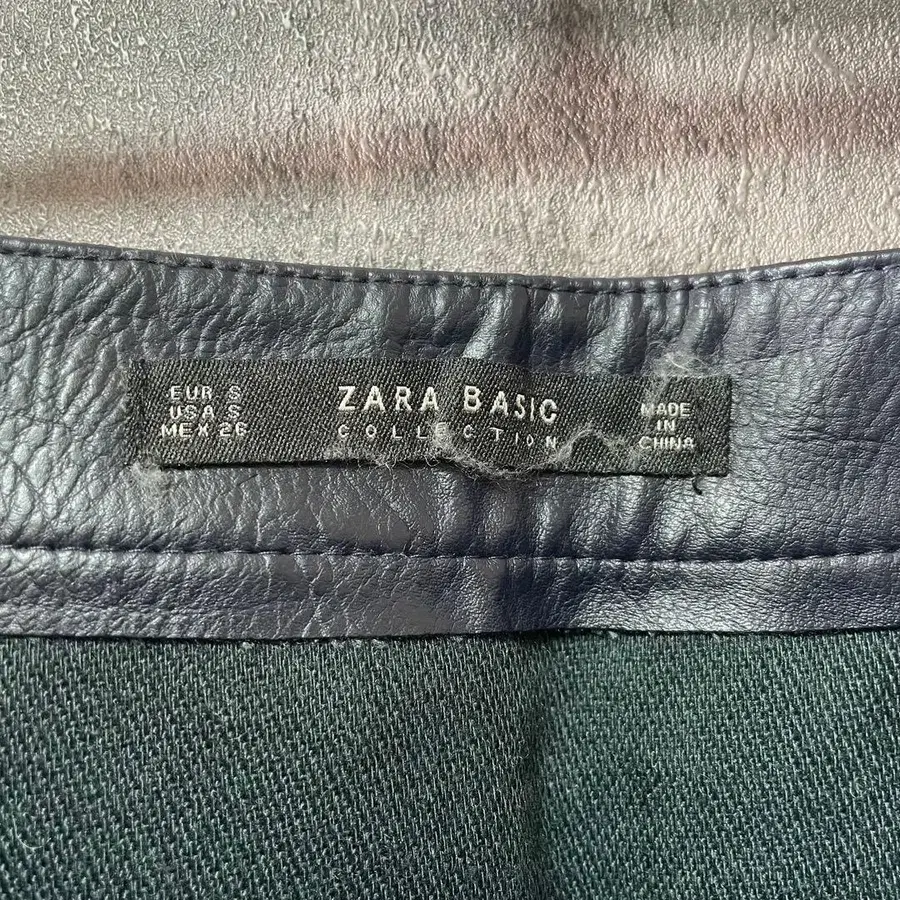 EUR S
USA S
MEX 26
ZARA BASIC
COLLECTION
MADE
IN
CHINA